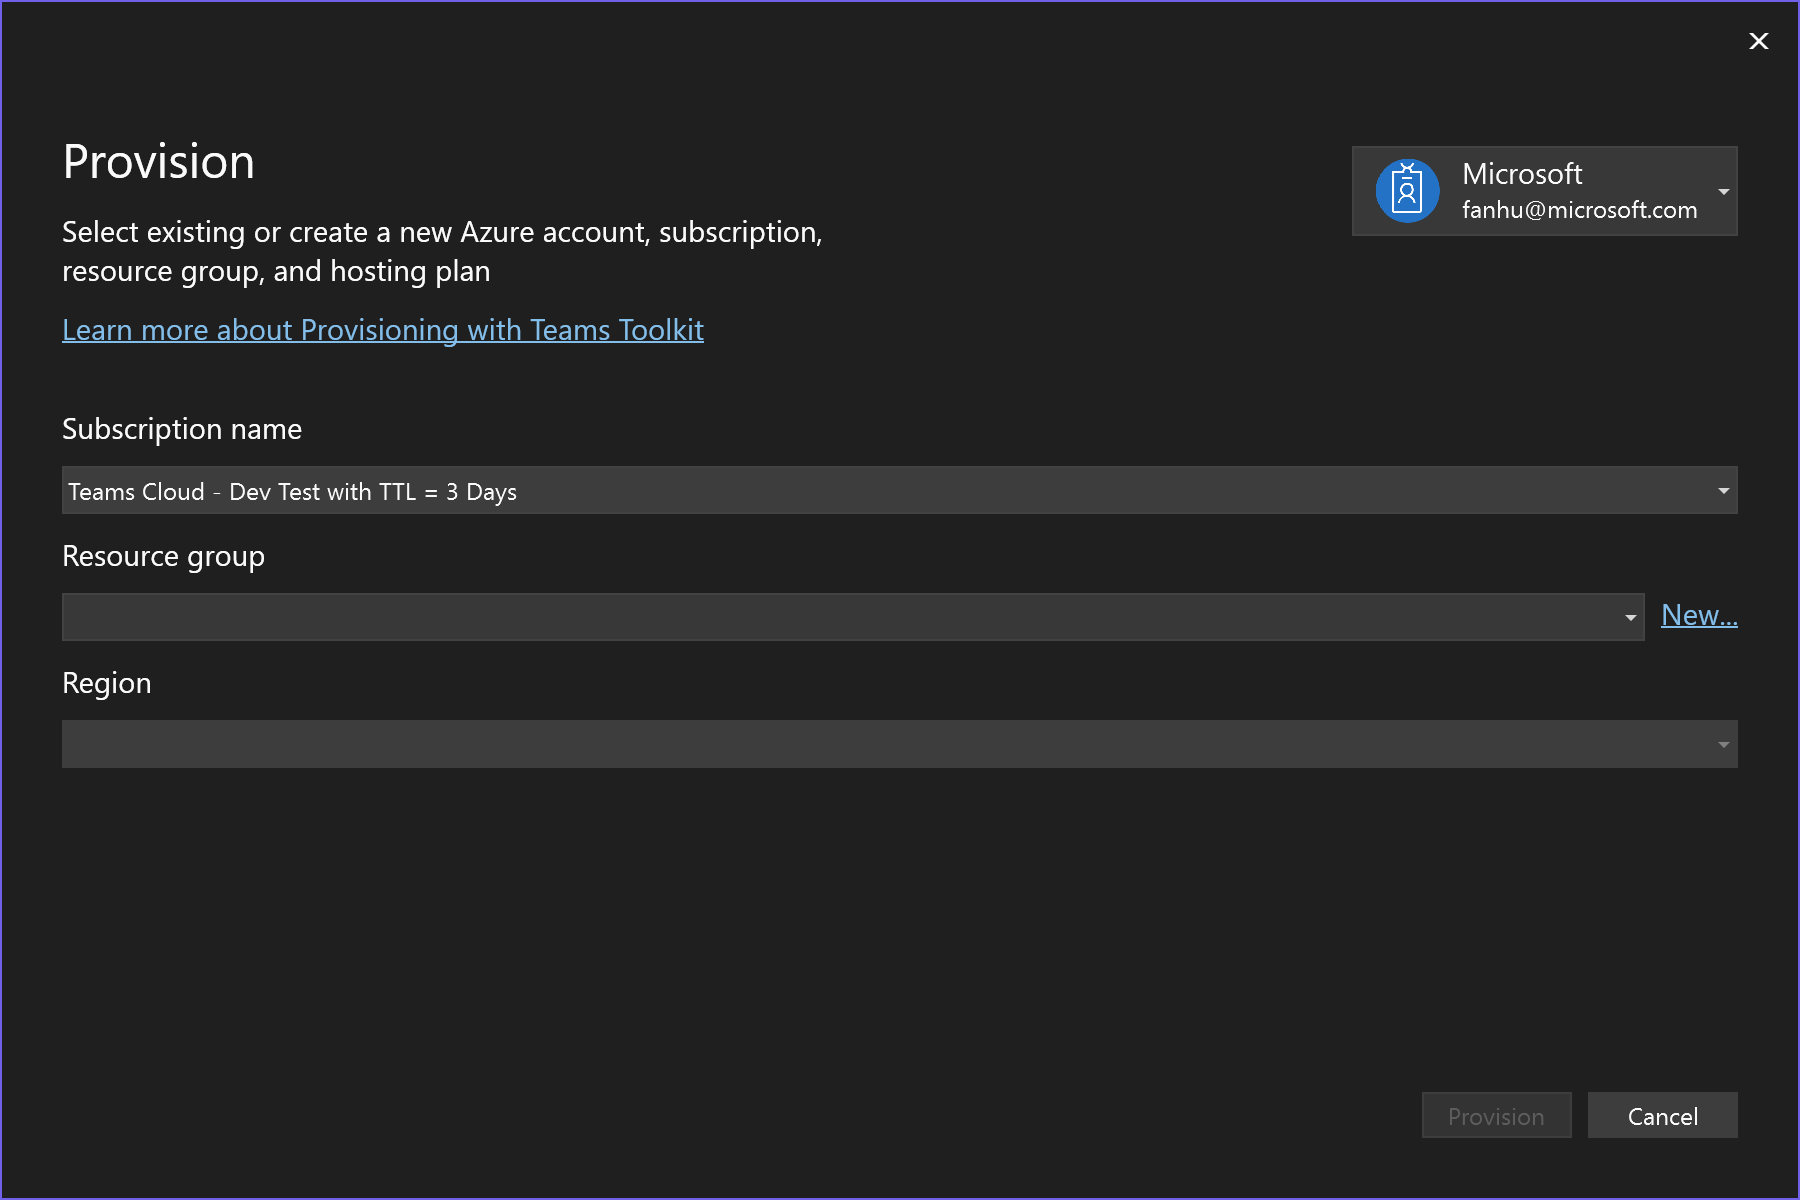 Provision
Select existing or create a new Azure account, subscription,
resource group, and hosting plan
Learn more about Provisioning with Teams Toolkit
Microsoft
fanhu@microsoft.com
Subscription name
Teams Cloud - Dev Test with TTL = 3 Days
Resource group
New...
Region
Provision
Cancel